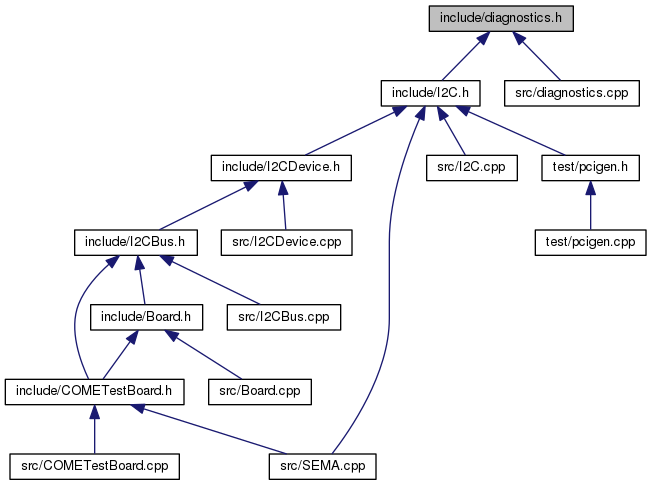 include/diagnostics.h
include/I2C.h
src/diagnostics.cpp
include/I2CDevice.h
src/I2C.cpp
test/pcigen.h
include/I2CBus.h
src/I2CDevice.cpp
test/pcigen.cpp
include/Board.h
src/I2CBus.cpp
include/COMETestBoard.h
src/Board.cpp
src/COMETestBoard.cpp
src/SEMA.cpp